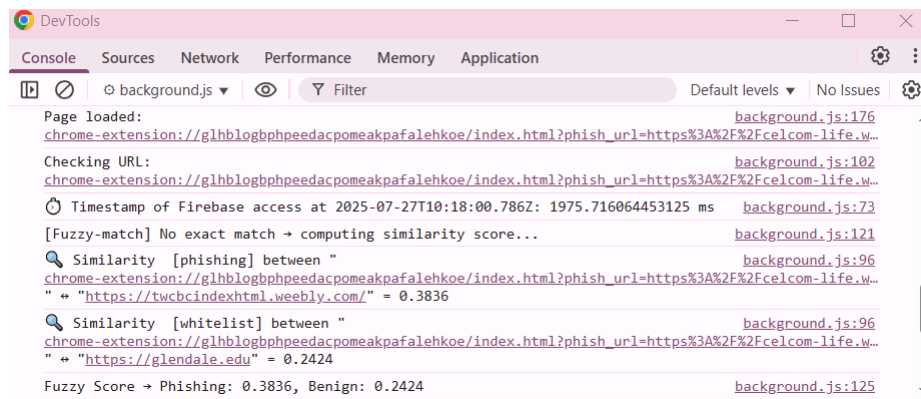 DevTools
Console Sources Network Performance Memory Application
background.js ▼ Filter Default levels ▼ No Issues
Page loaded: background.js:176
chrome-extension://glhblogbphpeedacpomeakpafalehkoe/index.html?phish_url=https%3A%2F%2Fcelcom-life.w…
Checking URL: background.js:102
chrome-extension://glhblogbphpeedacpomeakpafalehkoe/index.html?phish_url=https%3A%2F%2Fcelcom-life.w…
⏱ Timestamp of Firebase access at 2025-07-27T10:18:00.786Z: 1975.716064453125 ms background.js:73
[Fuzzy-match] No exact match → computing similarity score... background.js:121
🔍 Similarity [phishing] between " background.js:96
chrome-extension://glhblogbphpeedacpomeakpafalehkoe/index.html?phish_url=https%3A%2F%2Fcelcom-life.w…
" ↔ "https://twcbcindexhtml.weebly.com/" = 0.3836
🔍 Similarity [whitelist] between " background.js:96
chrome-extension://glhblogbphpeedacpomeakpafalehkoe/index.html?phish_url=https%3A%2F%2Fcelcom-life.w…
" ↔ "https://glendale.edu" = 0.2424
Fuzzy Score → Phishing: 0.3836, Benign: 0.2424 background.js:125